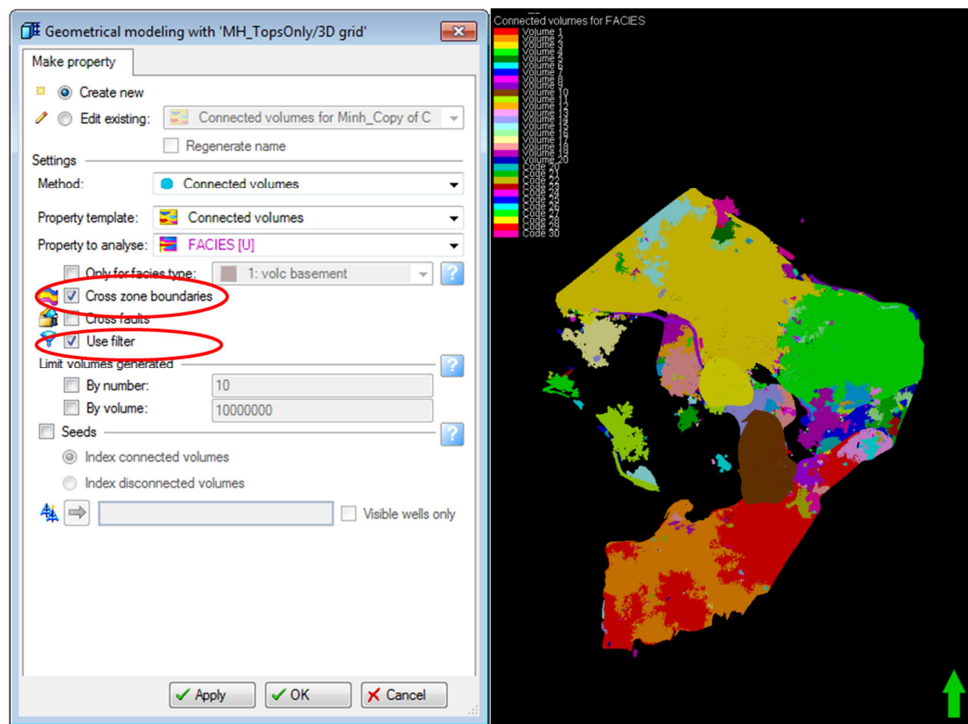 Geometrical modeling with 'MH_TopsOnly/3D grid'
Make property
Create new
Edit existing: Connected volumes for Minh_Copy of C
Regenerate name
Settings
Method: Connected volumes
Property template: Connected volumes
Property to analyse: FACIES [U]
Only for facies type: 1: volc basement
Cross zone boundaries
Cross faults
Use filter
Limit volumes generated
By number: 10
By volume: 10000000
Seeds
Index connected volumes
Index disconnected volumes
Visible wells only
Apply OK Cancel
Connected volumes for FACIES
Volume 1
Volume 2
Volume 3
Volume 4
Volume 5
Volume 6
Volume 7
Volume 8
Volume 9
Volume 10
Volume 11
Volume 12
Volume 13
Volume 14
Volume 15
Volume 16
Volume 17
Volume 18
Volume 19
Volume 20
Code 20
Code 21
Code 22
Code 23
Code 24
Code 25
Code 26
Code 27
Code 28
Code 29
Code 30